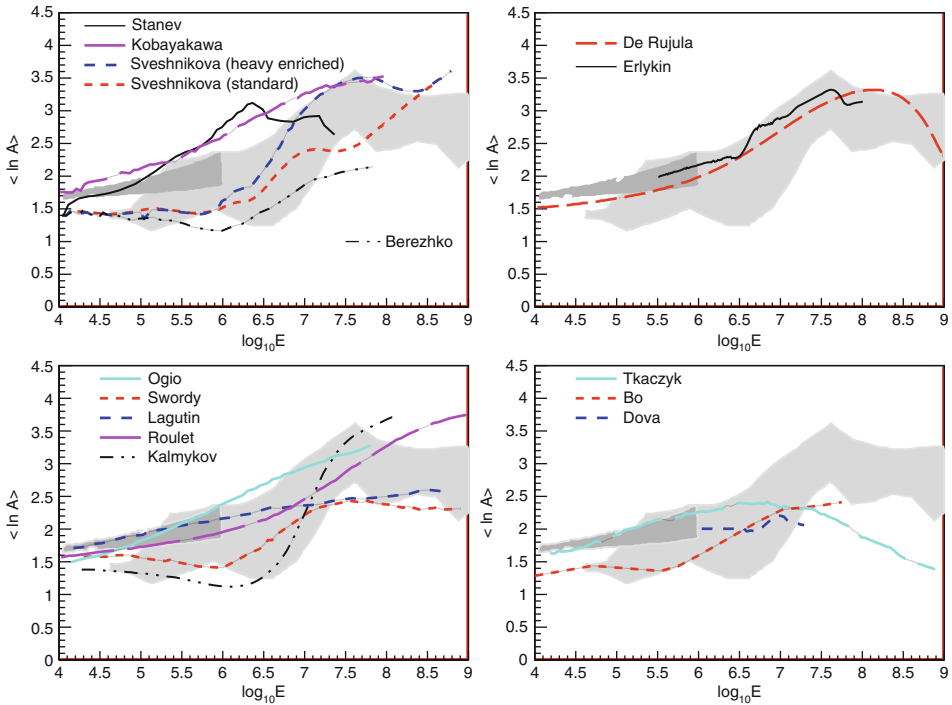 4.5
4
3.5
3
2.5
2
1.5
1
0.5
0
< ln A>
Stanev
Kobayakawa
Sveshnikova (heavy enriched)
Sveshnikova (standard)
Berezhko
4 4.5 5 5.5 6 6.5 7 7.5 8 8.5 9
log10E
4.5
4
3.5
3
2.5
2
1.5
1
0.5
0
< ln A>
De Rujula
Erlykin
4 4.5 5 5.5 6 6.5 7 7.5 8 8.5 9
log10E
4.5
4
3.5
3
2.5
2
1.5
1
0.5
0
< ln A>
Ogio
Swordy
Lagutin
Roulet
Kalmykov
4 4.5 5 5.5 6 6.5 7 7.5 8 8.5 9
log10E
4.5
4
3.5
3
2.5
2
1.5
1
0.5
0
< ln A>
Tkaczyk
Bo
Dova
4 4.5 5 5.5 6 6.5 7 7.5 8 8.5 9
log10E